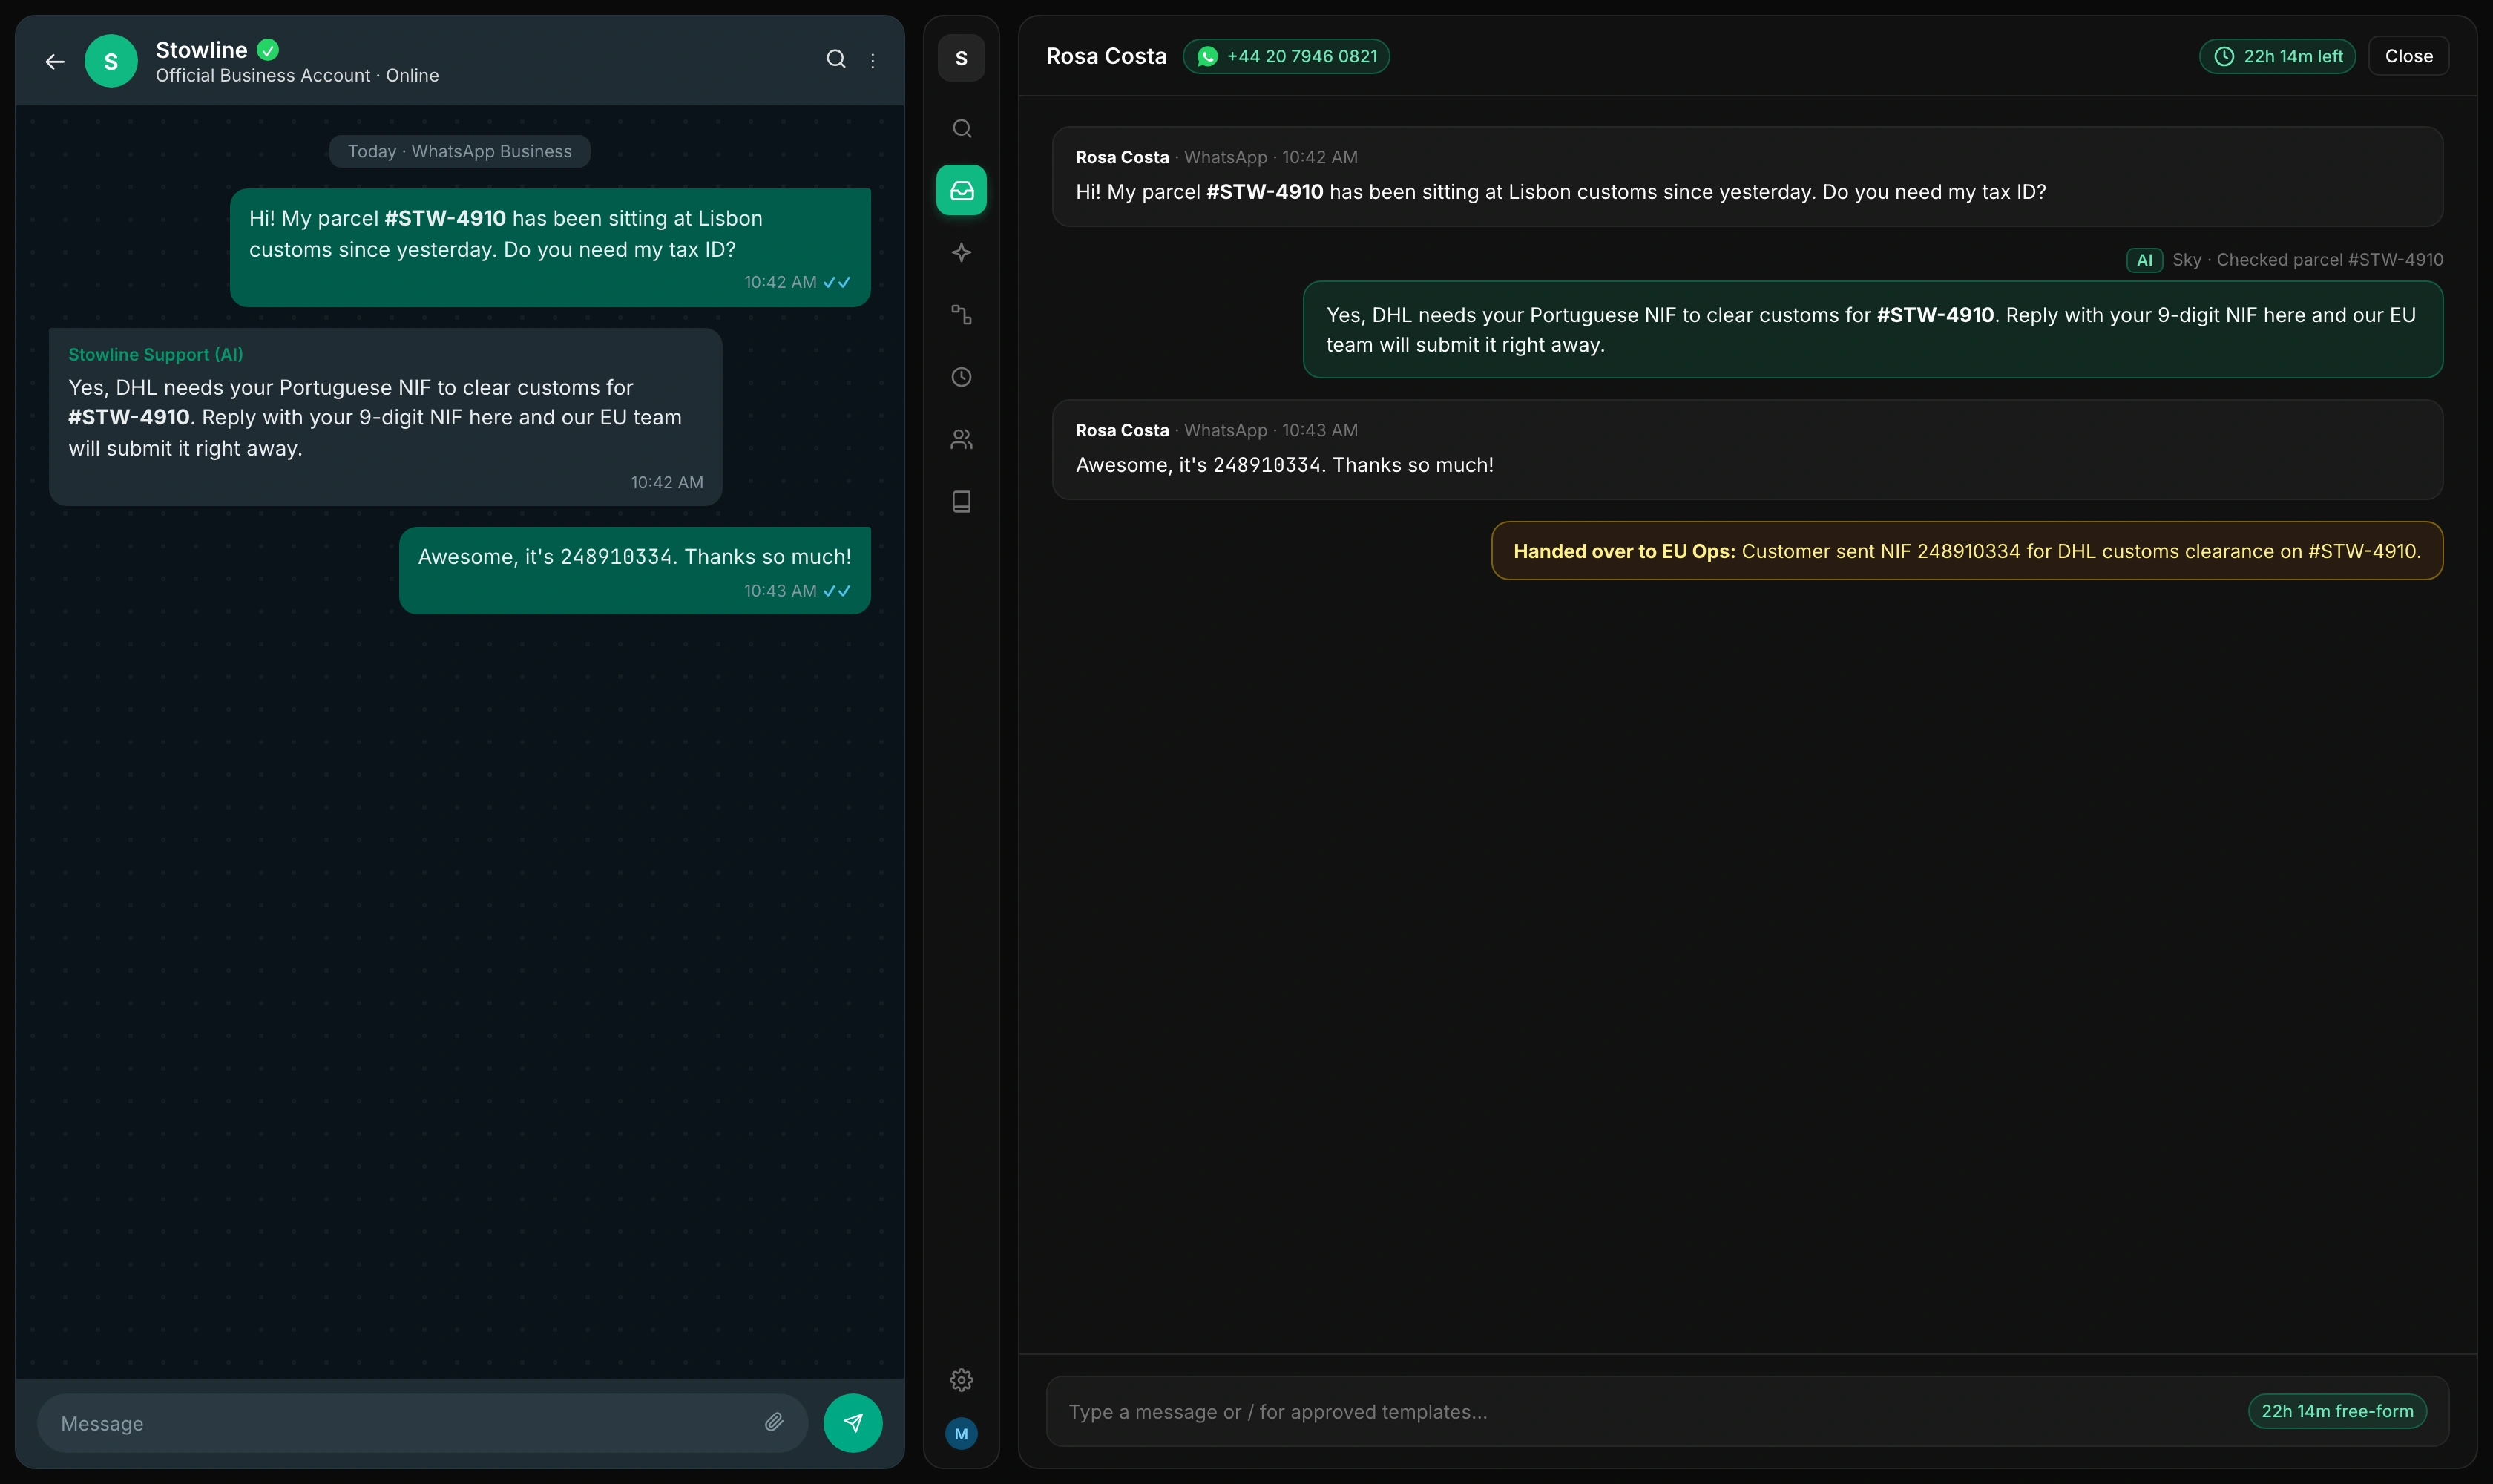 S
Stowline
Official Business Account · Online
Today · WhatsApp Business
Hi! My parcel #STW-4910 has been sitting at Lisbon
customs since yesterday. Do you need my tax ID?
10:42 AM
Stowline Support (AI)
Yes, DHL needs your Portuguese NIF to clear customs for
#STW-4910. Reply with your 9-digit NIF here and our EU team
will submit it right away.
10:42 AM
Awesome, it's 248910334. Thanks so much!
10:43 AM
Message
S
M
Rosa Costa
+44 20 7946 0821
22h 14m left
Close
Rosa Costa · WhatsApp · 10:42 AM
Hi! My parcel #STW-4910 has been sitting at Lisbon customs since yesterday. Do you need my tax ID?
AI Sky · Checked parcel #STW-4910
Yes, DHL needs your Portuguese NIF to clear customs for #STW-4910. Reply with your 9-digit NIF here and our EU
team will submit it right away.
Rosa Costa · WhatsApp · 10:43 AM
Awesome, it's 248910334. Thanks so much!
Handed over to EU Ops: Customer sent NIF 248910334 for DHL customs clearance on #STW-4910.
Type a message or / for approved templates...
22h 14m free-form